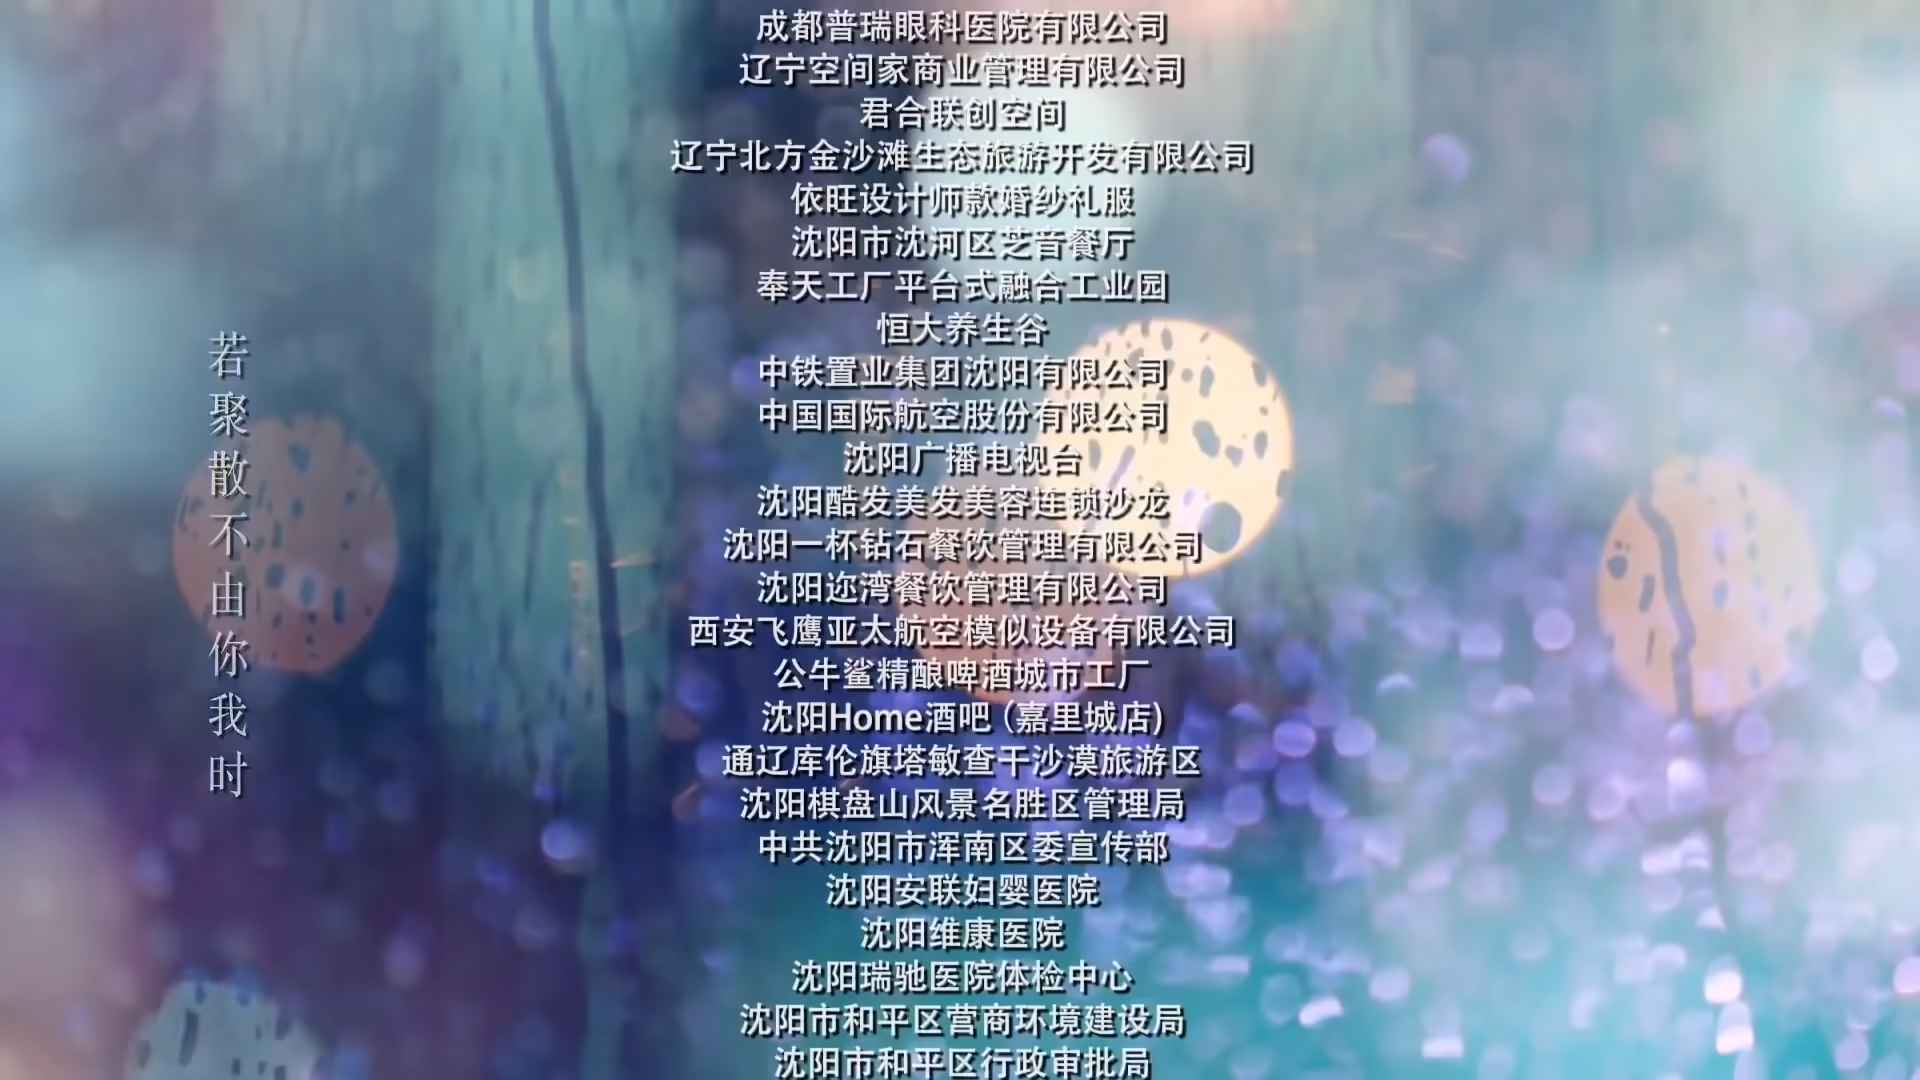 成都普瑞眼科医院有限公司
辽宁空间家商业管理有限公司
君合联创空间
辽宁北方金沙滩生态旅游开发有限公司
依旺设计师款婚纱礼服
沈阳市沈河区芝音餐厅
奉天工厂平台式融合工业园
恒大养生谷
中铁置业集团沈阳有限公司
中国国际航空股份有限公司
沈阳广播电视台
沈阳酷发美发美容连锁沙龙
沈阳一杯钻石餐饮管理有限公司
沈阳迩湾餐饮管理有限公司
西安飞鹰亚太航空模似设备有限公司
公牛鲨精酿啤酒城市工厂
沈阳Home酒吧（嘉里城店)
通辽库伦旗塔敏查干沙漠旅游区
沈阳棋盘山风景名胜区管理局
中共沈阳市浑南区委宣传部
沈阳安联妇婴医院
沈阳维康医院
沈阳瑞驰医院体检中心
沈阳市和平区营商环境建设局
沈阳市和平区行政审批局
若聚散不由你我时